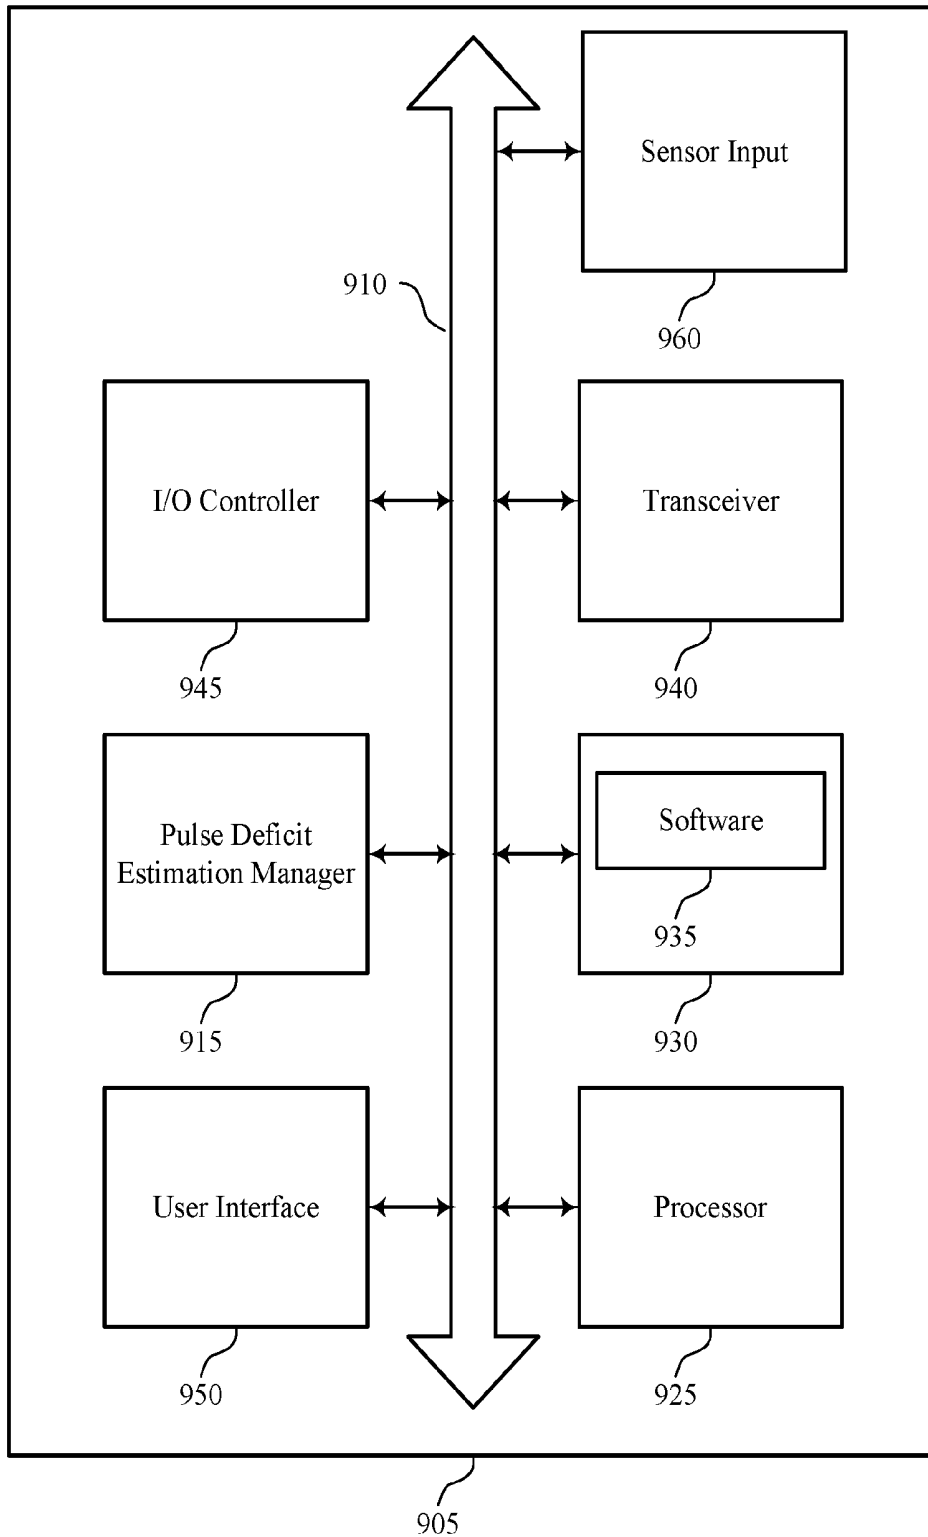 Sensor Input
910
960
I/O Controller
Transceiver
945
940
Pulse Deficit
Estimation Manager
Software
935
915
930
User Interface
Processor
950
925
905